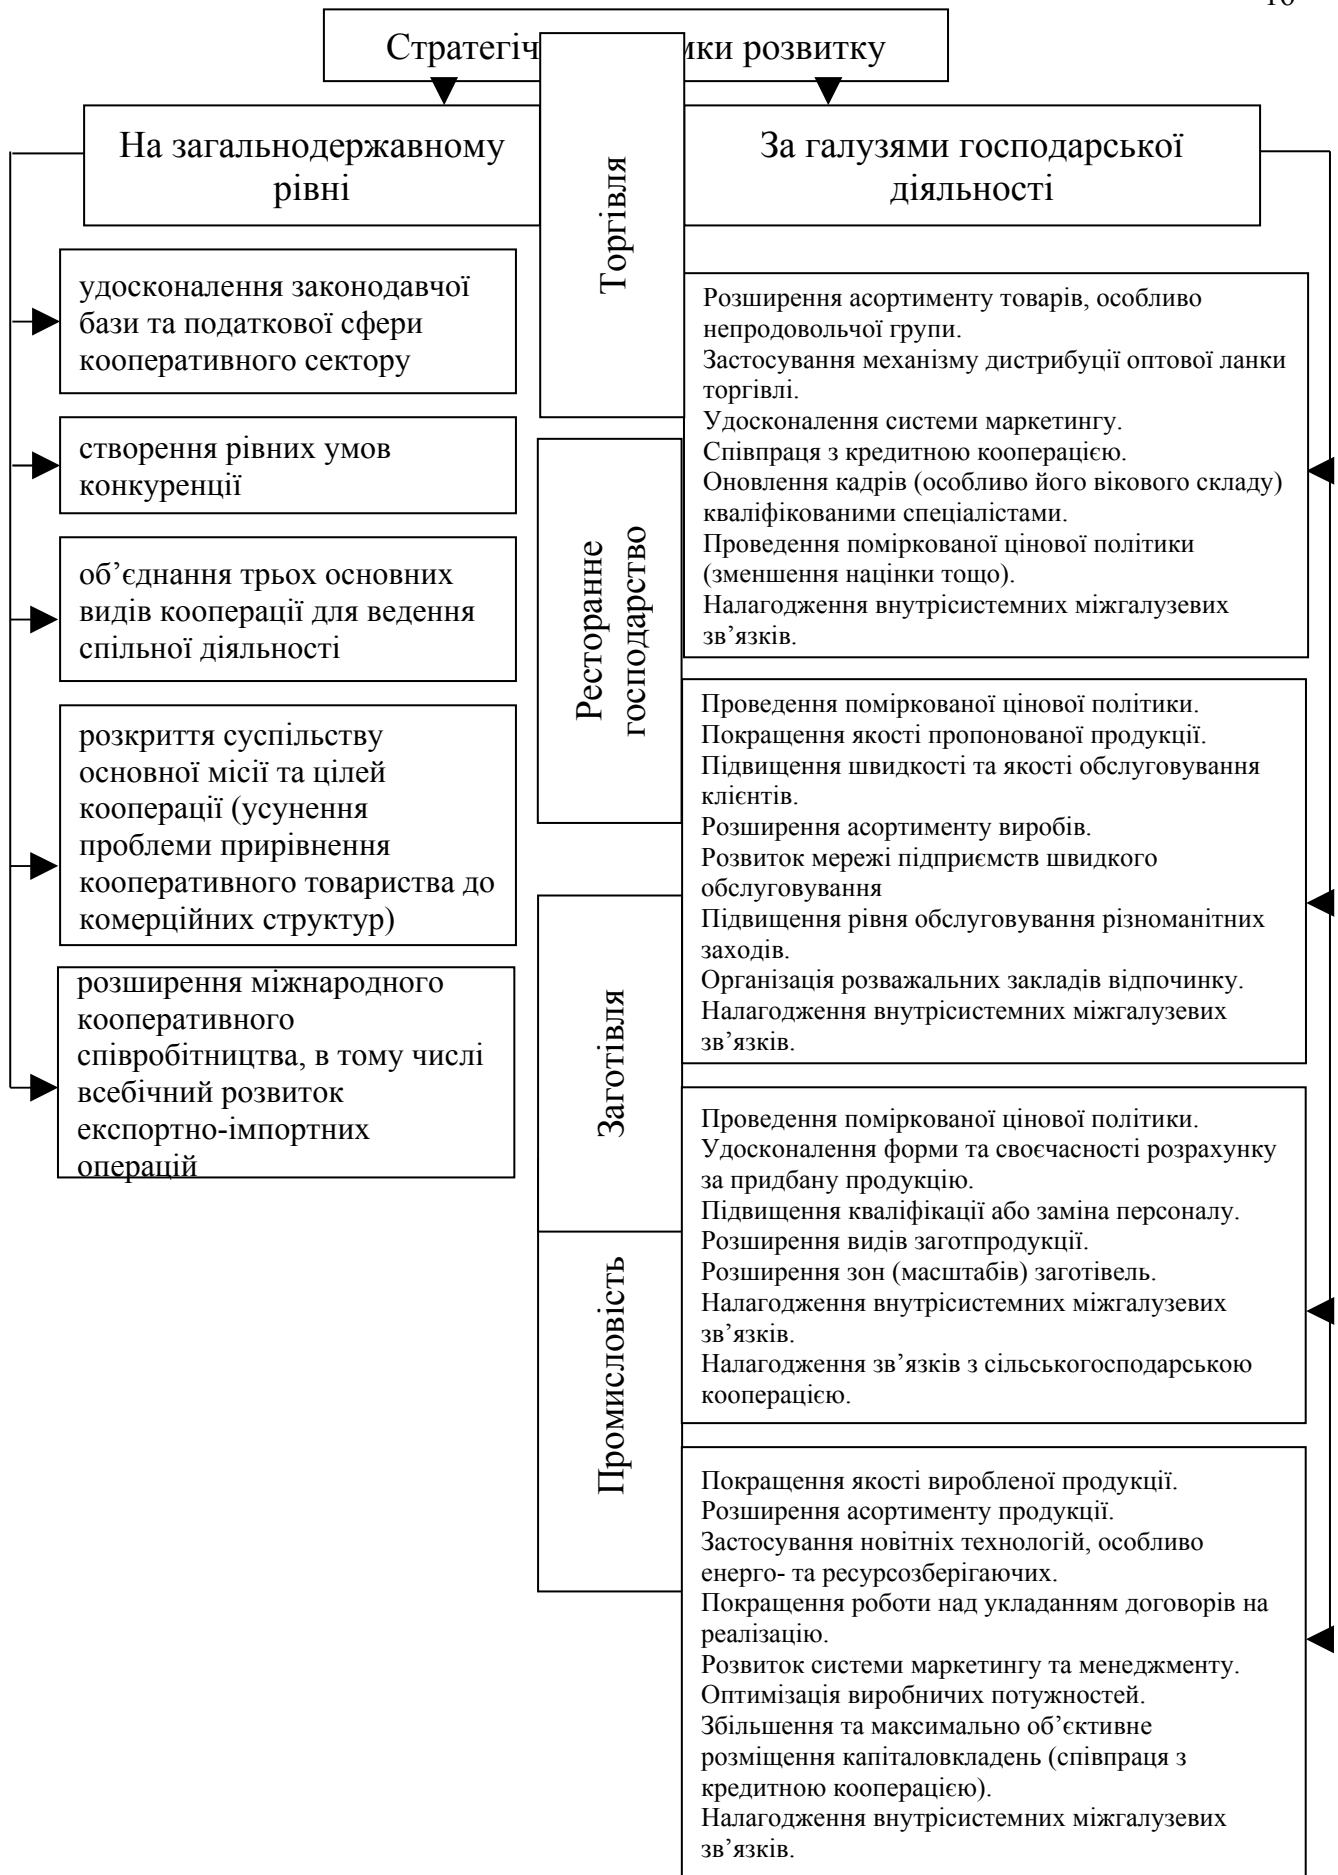 Стратегіч мки розвитку
На загальнодержавному
рівні
За галузями господарської
діяльності
удосконалення законодавчої
бази та податкової сфери
кооперативного сектору
створення рівних умов
конкуренції
об’єднання трьох основних
видів кооперації для ведення
спільної діяльності
розкриття суспільству
основної місії та цілей
кооперації (усунення
проблеми прирівнення
кооперативного товариства до
комерційних структур)
розширення міжнародного
кооперативного
співробітництва, в тому числі
всебічний розвиток
експортно-імпортних
операцій
Торгівля
Розширення асортименту товарів, особливо
непродовольчої групи.
Застосування механізму дистрибуції оптової ланки
торгівлі.
Удосконалення системи маркетингу.
Співпраця з кредитною кооперацією.
Оновлення кадрів (особливо його вікового складу)
кваліфікованими спеціалістами.
Проведення поміркованої цінової політики
(зменшення націнки тощо).
Налагодження внутрісистемних міжгалузевих
зв’язків.
Ресторанне
господарство
Проведення поміркованої цінової політики.
Покращення якості пропонованої продукції.
Підвищення швидкості та якості обслуговування
клієнтів.
Розширення асортименту виробів.
Розвиток мережі підприємств швидкого
обслуговування
Підвищення рівня обслуговування різноманітних
заходів.
Організація розважальних закладів відпочинку.
Налагодження внутрісистемних міжгалузевих
зв’язків.
Заготівля
Проведення поміркованої цінової політики.
Удосконалення форми та своєчасності розрахунку
за придбану продукцію.
Підвищення кваліфікації або заміна персоналу.
Розширення видів заготпродукції.
Розширення зон (масштабів) заготівель.
Налагодження внутрісистемних міжгалузевих
зв’язків.
Налагодження зв’язків з сільськогосподарською
кооперацією.
Промисловість
Покращення якості виробленої продукції.
Розширення асортименту продукції.
Застосування новітніх технологій, особливо
енерго- та ресурсозберігаючих.
Покращення роботи над укладанням договорів на
реалізацію.
Розвиток системи маркетингу та менеджменту.
Оптимізація виробничих потужностей.
Збільшення та максимально об’єктивне
розміщення капіталовкладень (співпраця з
кредитною кооперацією).
Налагодження внутрісистемних міжгалузевих
зв’язків.